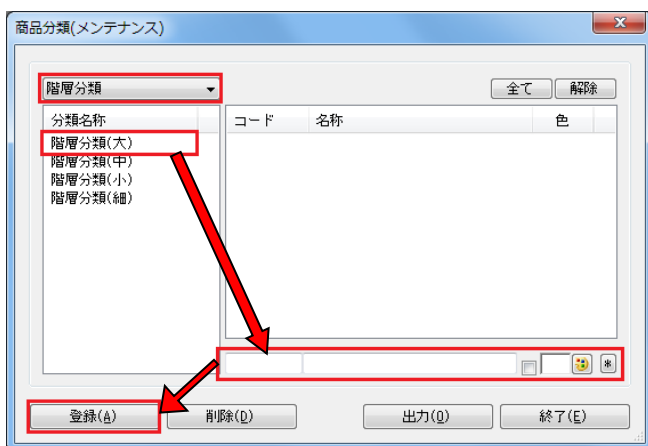 商品分類(メンテナンス)
階層分類
全て 解除
分類名称 コード 名称 色
階層分類(大)
階層分類(中)
階層分類(小)
階層分類(細)
*
登録(A) 削除(D) 出力(O) 終了(E)